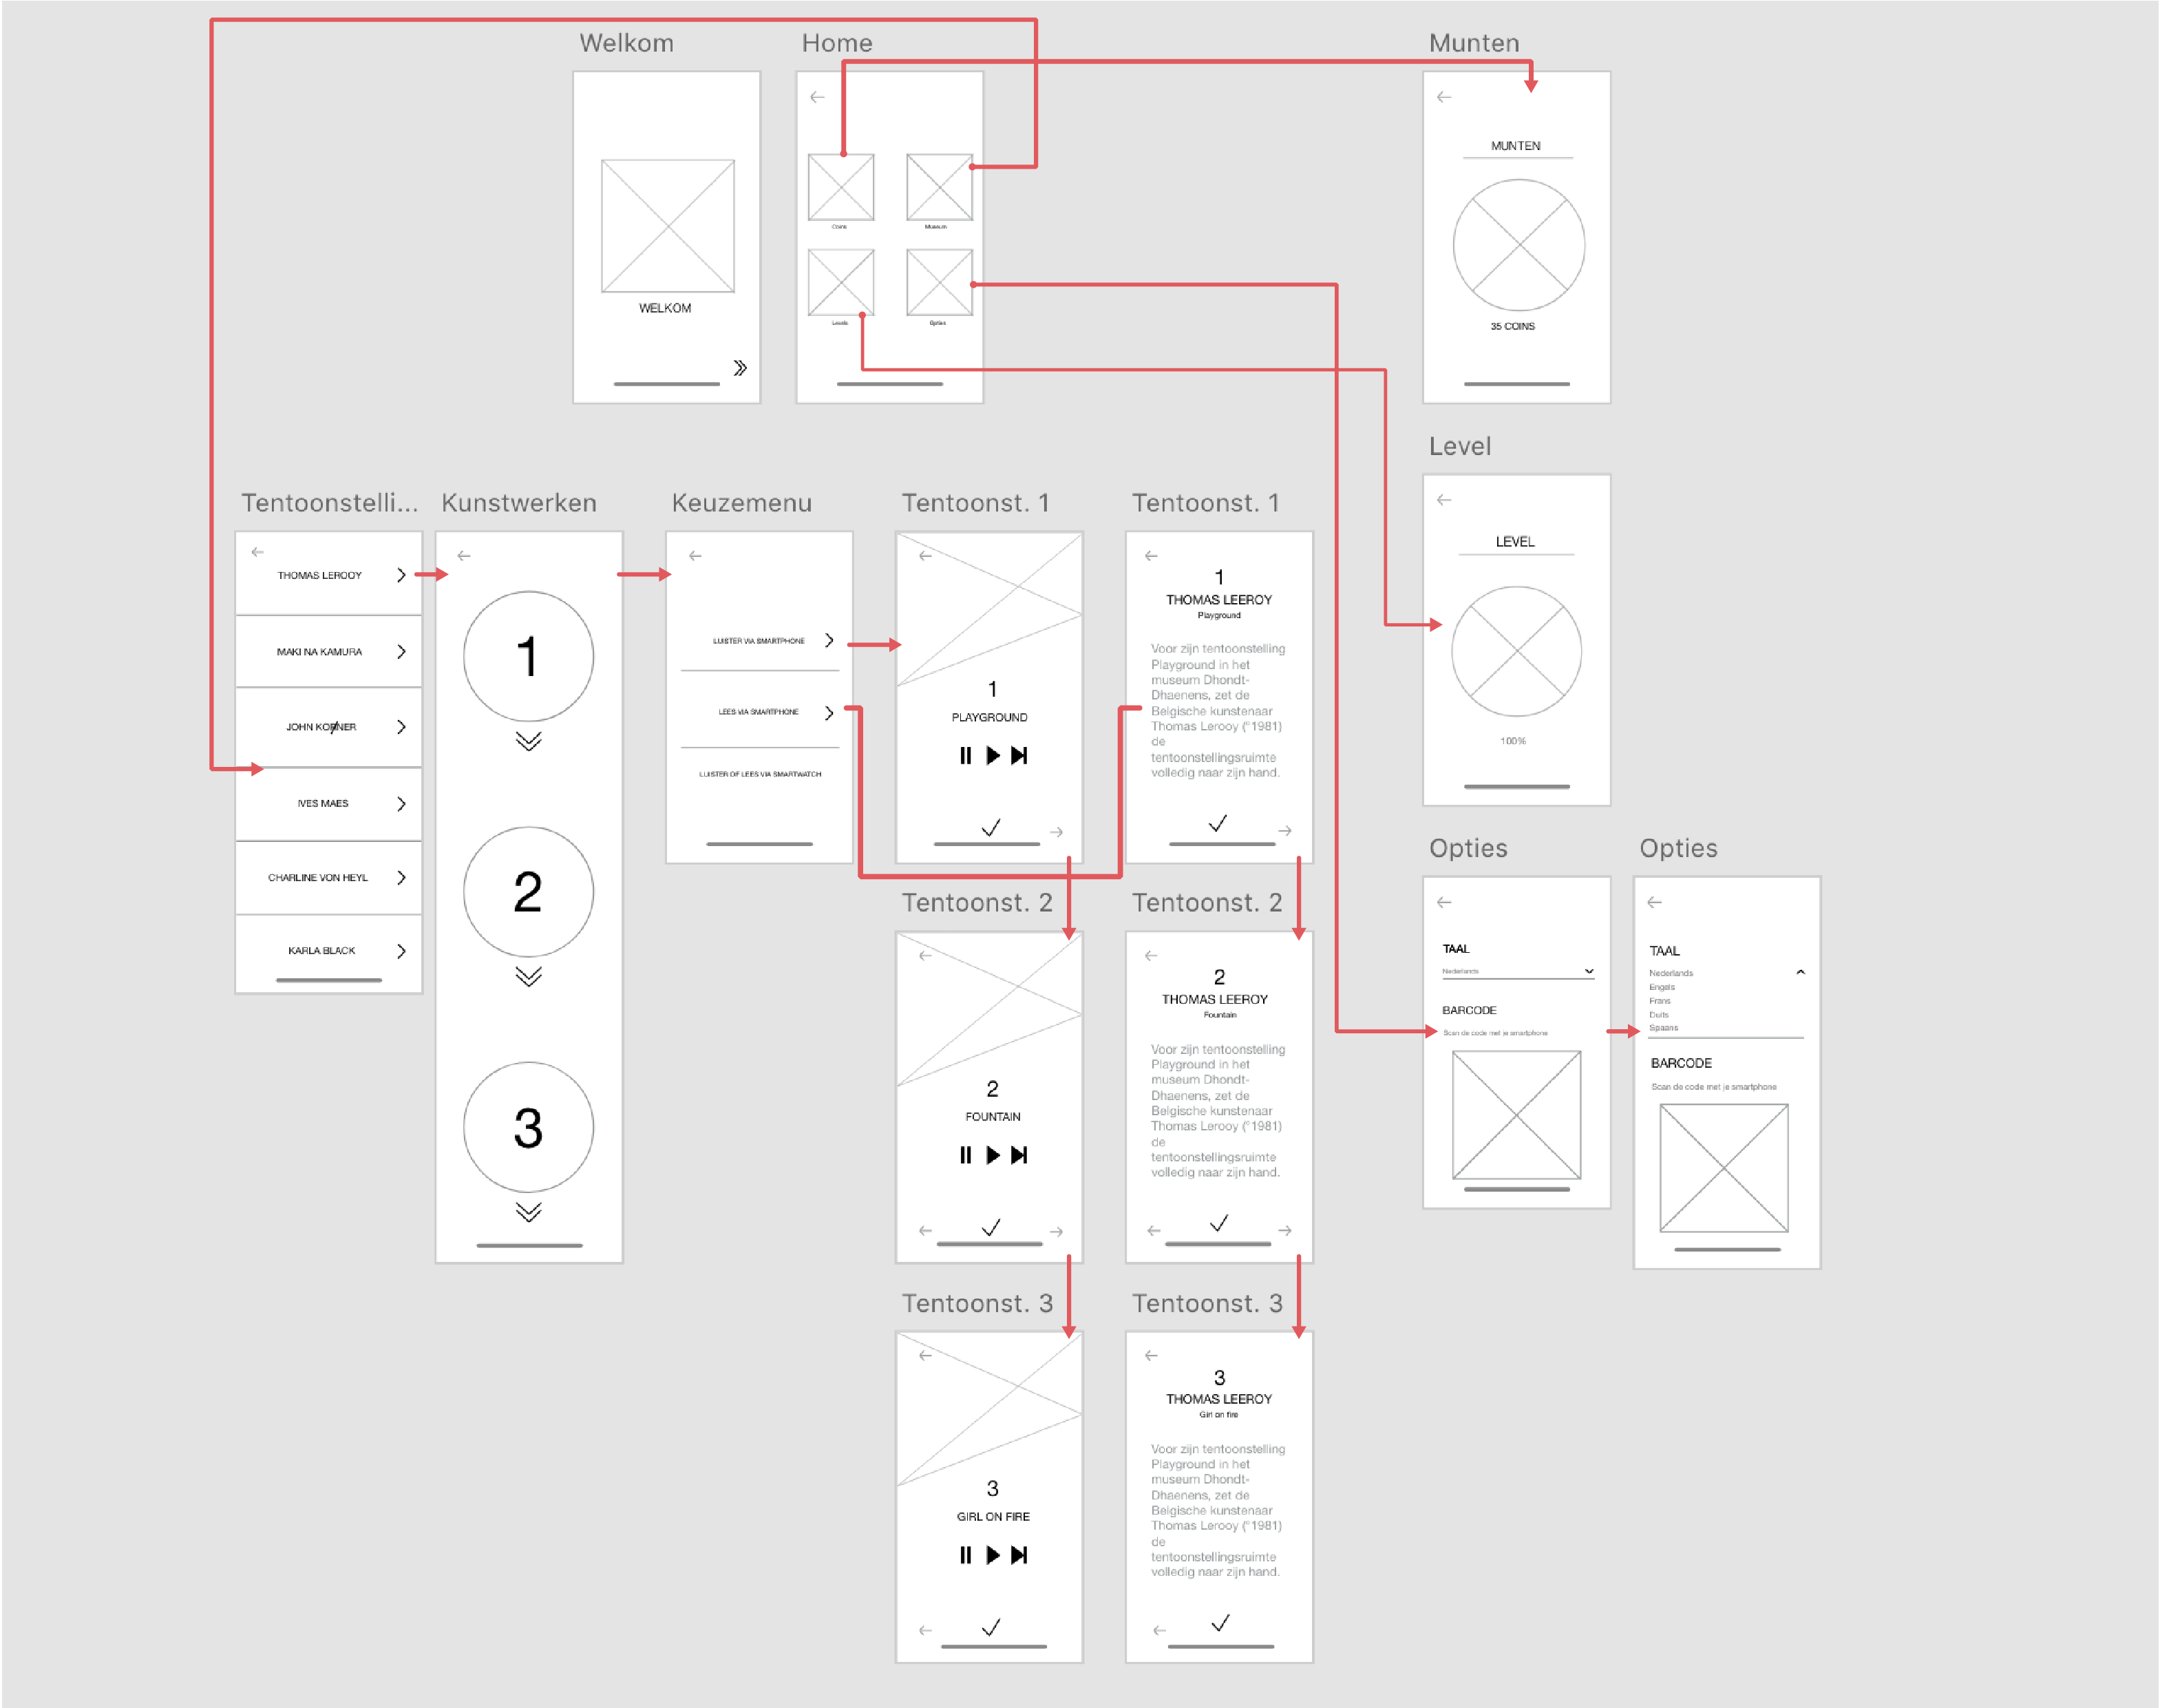 Welkom
WELKOM
Home
Coins
Museum
Levels
Opties
Munten
MUNTEN
35 COINS
Level
LEVEL
100%
Tentoonstelli...
THOMAS LEROOY
MAKI NA KAMURA
JOHN KØRNER
IVES MAES
CHARLINE VON HEYL
KARLA BLACK
Kunstwerken
1
2
3
Keuzemenu
LUISTER VIA SMARTPHONE
LEES VIA SMARTPHONE
LUISTER OF LEES VIA SMARTWATCH
Tentoonst. 1
1
PLAYGROUND
Tentoonst. 1
1
THOMAS LEEROY
Playground
Voor zijn tentoonstelling
Playground in het
museum Dhondt-
Dhaenens, zet de
Belgische kunstenaar
Thomas Lerooy (°1981)
de
tentoonstellingsruimte
volledig naar zijn hand.
Tentoonst. 2
2
FOUNTAIN
Tentoonst. 2
2
THOMAS LEEROY
Fountain
Voor zijn tentoonstelling
Playground in het
museum Dhondt-
Dhaenens, zet de
Belgische kunstenaar
Thomas Lerooy (°1981)
de
tentoonstellingsruimte
volledig naar zijn hand.
Tentoonst. 3
3
GIRL ON FIRE
Tentoonst. 3
3
THOMAS LEEROY
Girl on fire
Voor zijn tentoonstelling
Playground in het
museum Dhondt-
Dhaenens, zet de
Belgische kunstenaar
Thomas Lerooy (°1981)
de
tentoonstellingsruimte
volledig naar zijn hand.
Opties
TAAL
Nederlands
BARCODE
Scan de code met je smartphone
Opties
TAAL
Nederlands
Engels
Frans
Duits
Spaans
BARCODE
Scan de code met je smartphone